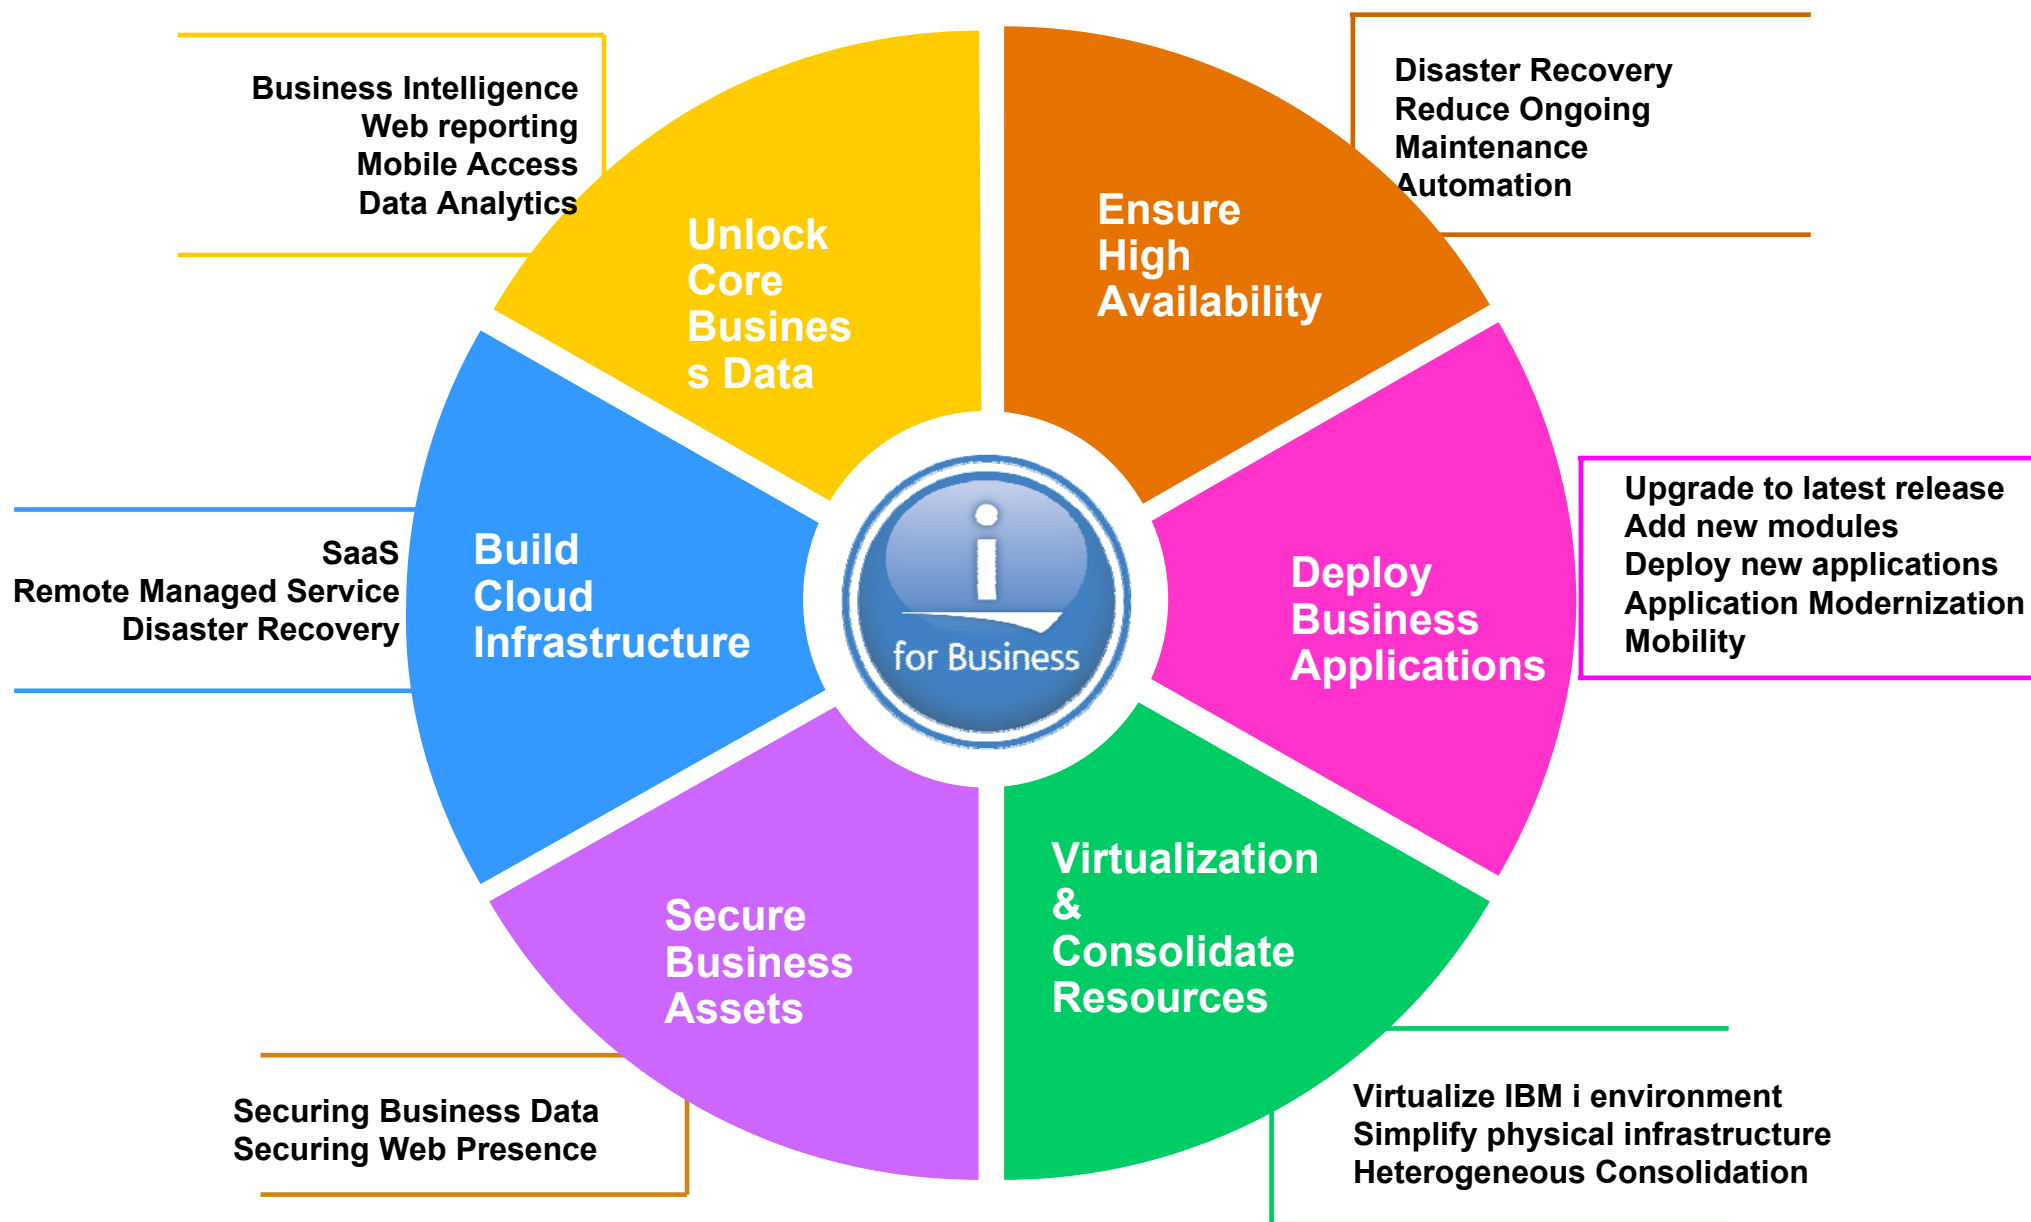 Business Intelligence
Web reporting
Mobile Access
Data Analytics
Unlock
Core
Busines
s Data
Ensure
High
Availability
Disaster Recovery
Reduce Ongoing
Maintenance
Automation
SaaS
Remote Managed Service
Disaster Recovery
Build
Cloud
Infrastructure
i
for Business
Deploy
Business
Applications
Upgrade to latest release
Add new modules
Deploy new applications
Application Modernization
Mobility
Secure
Business
Assets
Securing Business Data
Securing Web Presence
Virtualization
&
Consolidate
Resources
Virtualize IBM i environment
Simplify physical infrastructure
Heterogeneous Consolidation